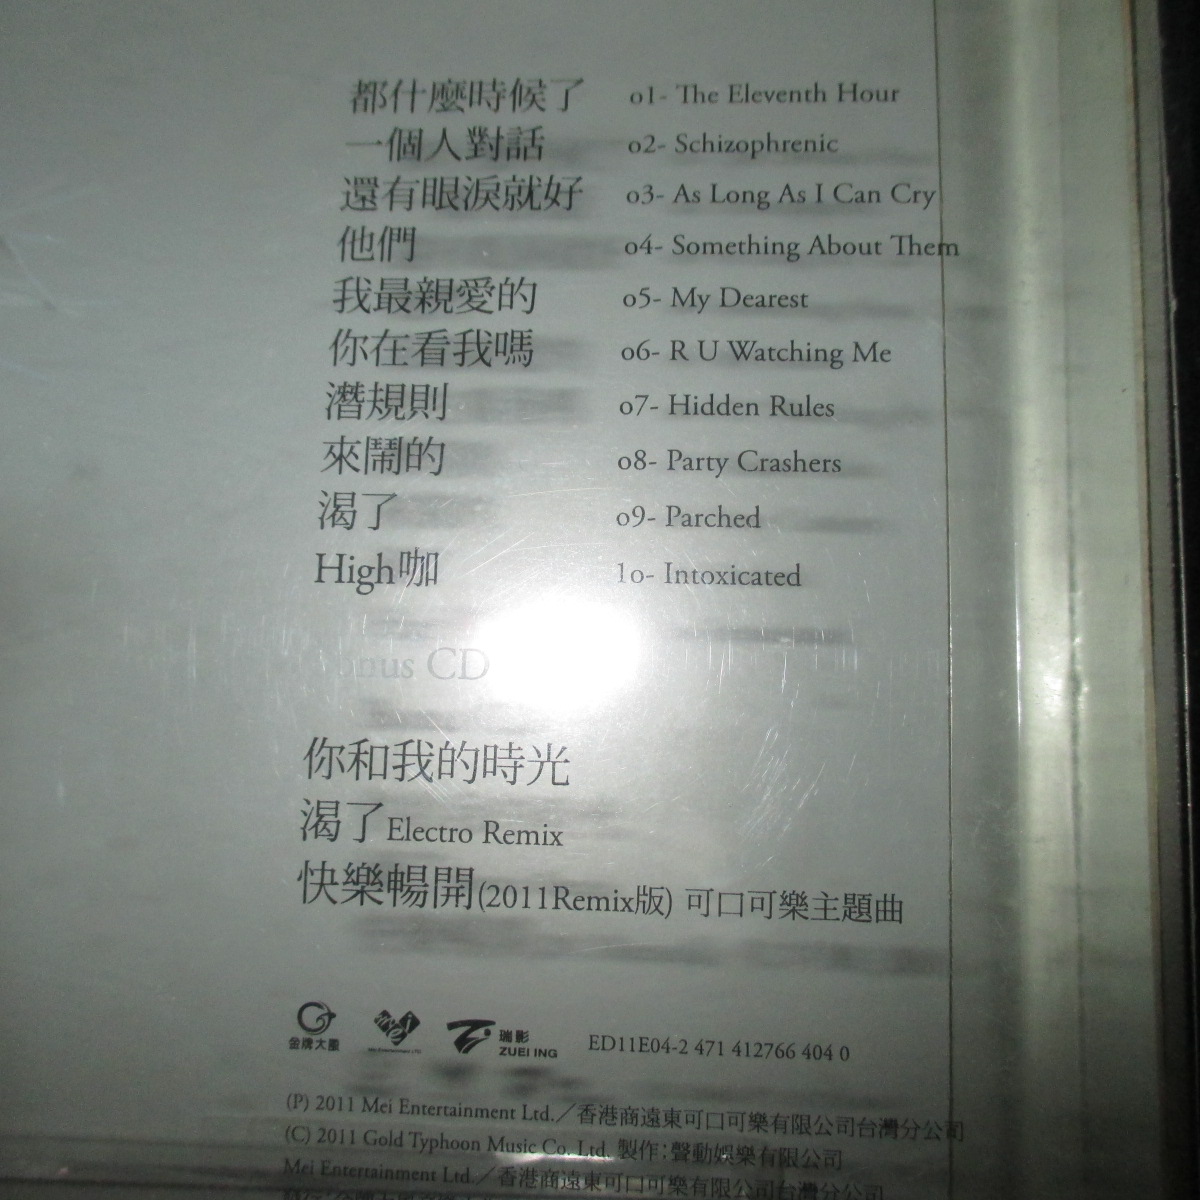 都什麼時候了 01- The Eleventh Hour
一個人對話 02- Schizophrenic
還有眼淚就好 03- As Long As I Can Cry
他們 04- Something About Them
我最親愛的 05- My Dearest
你在看我嗎 06- R U Watching Me
潛規則 07- Hidden Rules
來鬧的 08- Party Crashers
渴了 09- Parched
High咖 10- Intoxicated
Bonus CD
你和我的時光
渴了Electro Remix
快樂暢開(2011Remix版) 可口可樂主題曲
金牌大風 mei 瑞影 ZUEI ING ED11E04-2 471 412766 404 0
(P) 2011 Mei Entertainment Ltd.／香港商遠東可口可樂有限公司台灣分公司
(C) 2011 Gold Typhoon Music Co. Ltd. 製作:聲動娛樂有限公司
Mei Entertainment Ltd.／香港商遠東可口可樂有限公司台灣分公司